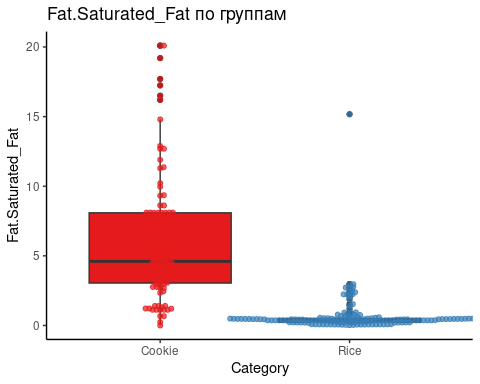 Fat.Saturated_Fat по группам
Fat.Saturated_Fat
20
15
10
5
0
Cookie
Rice
Category